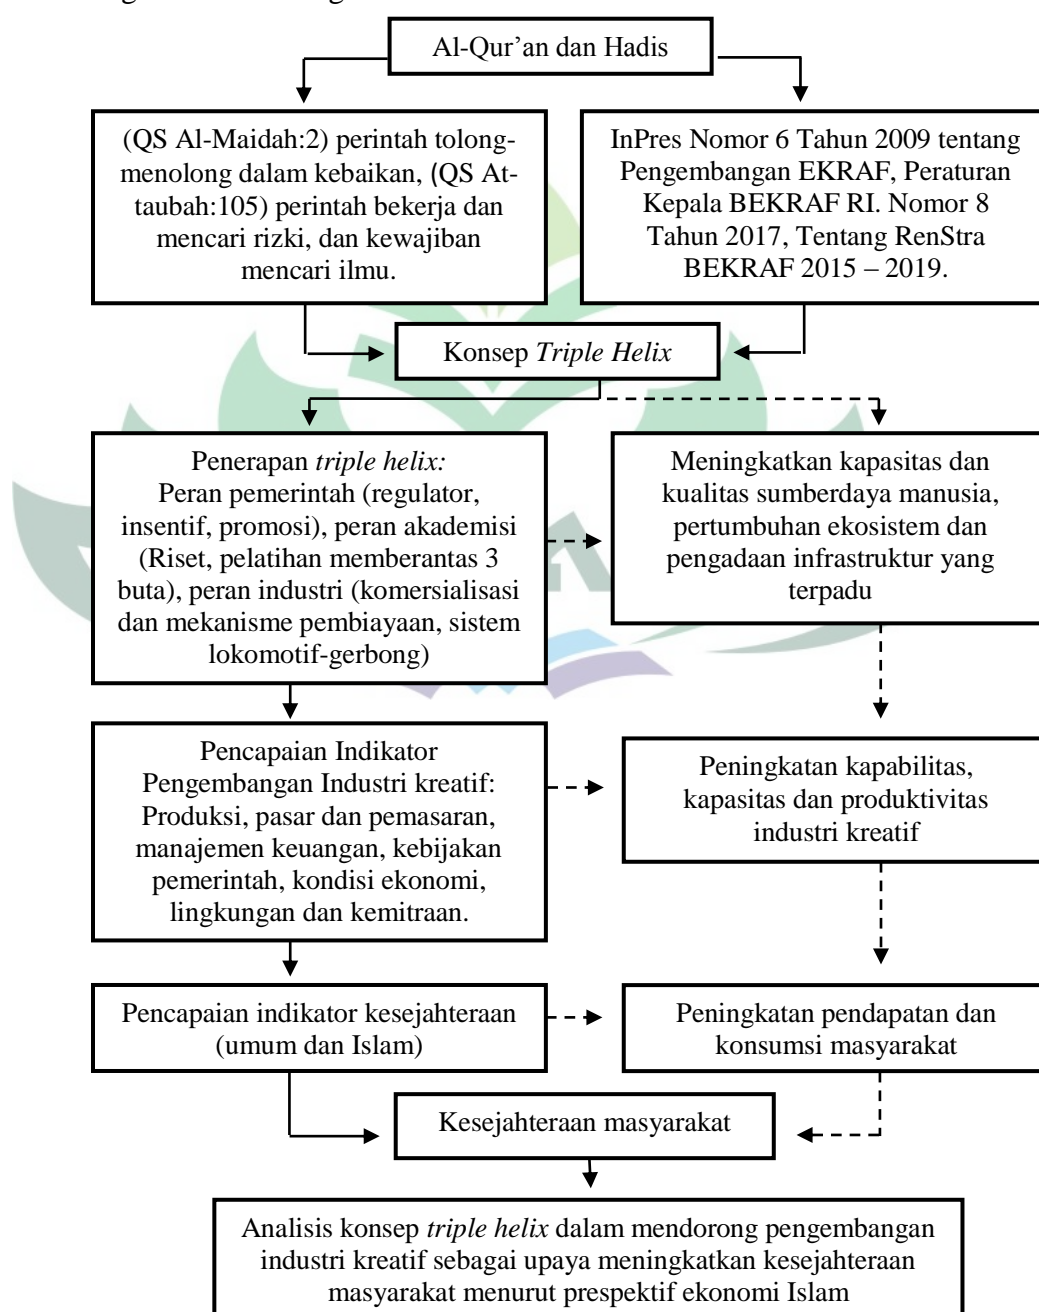 Al-Qur’an dan Hadis
(QS Al-Maidah:2) perintah tolong-
menolong dalam kebaikan, (QS At-
taubah:105) perintah bekerja dan
mencari rizki, dan kewajiban
mencari ilmu.
InPres Nomor 6 Tahun 2009 tentang
Pengembangan EKRAF, Peraturan
Kepala BEKRAF RI. Nomor 8
Tahun 2017, Tentang RenStra
BEKRAF 2015 – 2019.
Konsep Triple Helix
Penerapan triple helix:
Peran pemerintah (regulator,
insentif, promosi), peran akademisi
(Riset, pelatihan memberantas 3
buta), peran industri (komersialisasi
dan mekanisme pembiayaan, sistem
lokomotif-gerbong)
Meningkatkan kapasitas dan
kualitas sumberdaya manusia,
pertumbuhan ekosistem dan
pengadaan infrastruktur yang
terpadu
Pencapaian Indikator
Pengembangan Industri kreatif:
Produksi, pasar dan pemasaran,
manajemen keuangan, kebijakan
pemerintah, kondisi ekonomi,
lingkungan dan kemitraan.
Peningkatan kapabilitas,
kapasitas dan produktivitas
industri kreatif
Pencapaian indikator kesejahteraan
(umum dan Islam)
Peningkatan pendapatan dan
konsumsi masyarakat
Kesejahteraan masyarakat
Analisis konsep triple helix dalam mendorong pengembangan
industri kreatif sebagai upaya meningkatkan kesejahteraan
masyarakat menurut prespektif ekonomi Islam